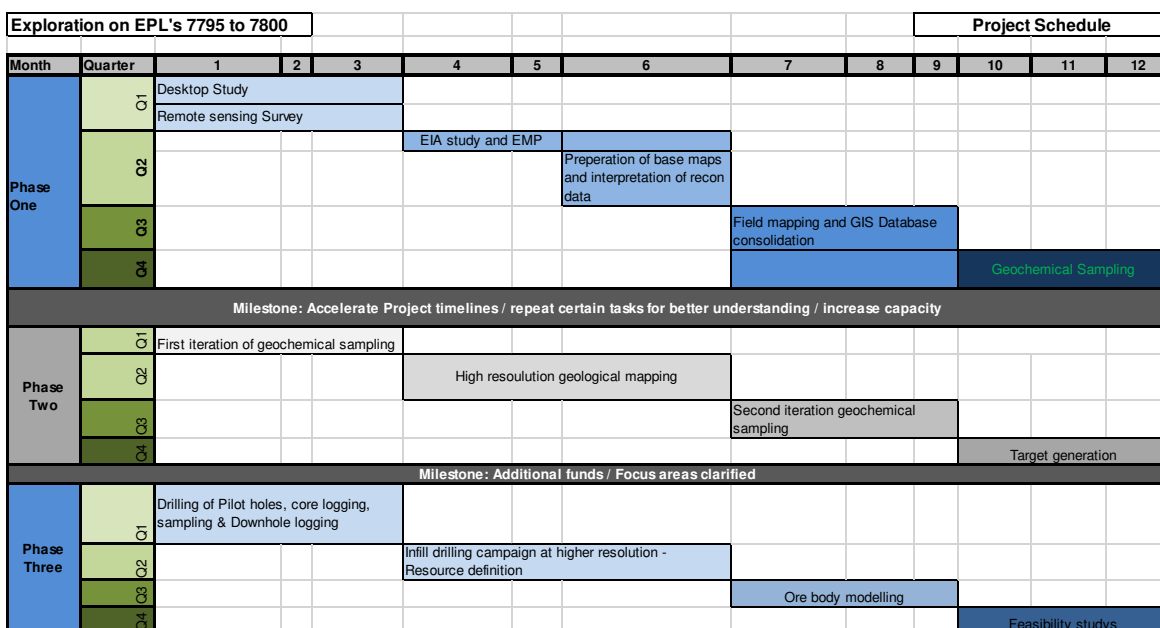 Exploration on EPL's 7795 to 7800
Project Schedule
Month Quarter 1 2 3 4 5 6 7 8 9 10 11 12
Phase
One
Q1
Desktop Study
Remote sensing Survey
Q2
EIA study and EMP
Preperation of base maps
and interpretation of recon
data
Q3
Field mapping and GIS Database
consolidation
Q4
Geochemical Sampling
Milestone: Accelerate Project timelines / repeat certain tasks for better understanding / increase capacity
Phase
Two
Q1
First iteration of geochemical sampling
Q2
High resoulution geological mapping
Q3
Second iteration geochemical
sampling
Q4
Target generation
Milestone: Additional funds / Focus areas clarified
Phase
Three
Q1
Drilling of Pilot holes, core logging,
sampling & Downhole logging
Q2
Infill drilling campaign at higher resolution -
Resource definition
Q3
Ore body modelling
Q4
Feasibility studys